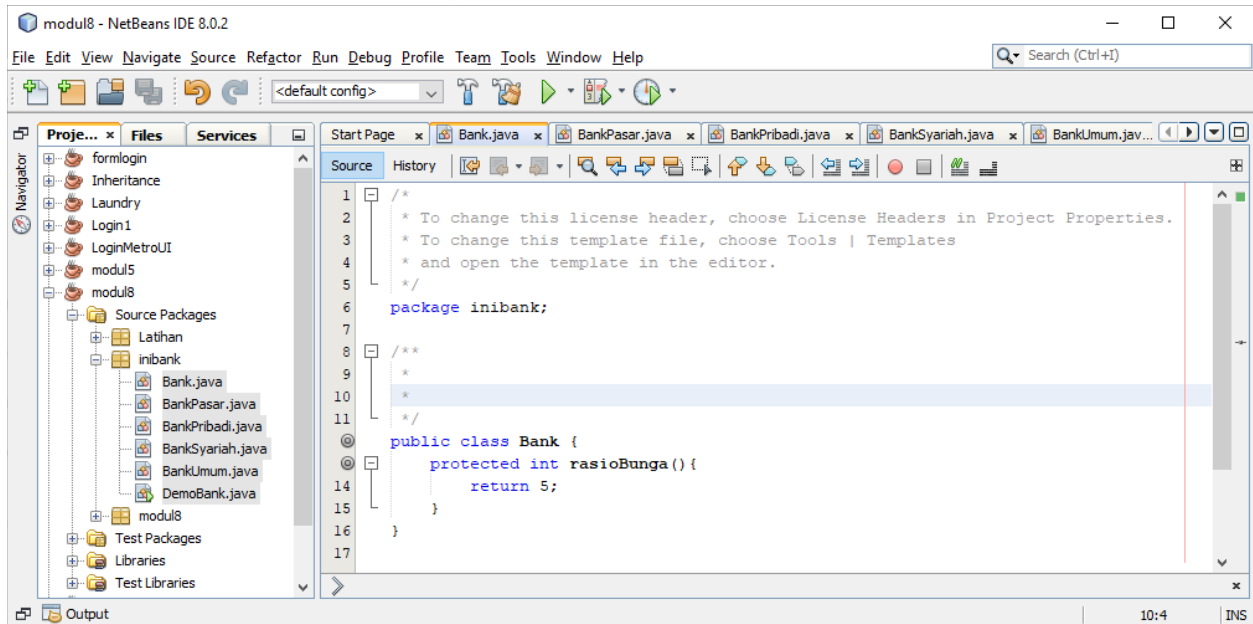 modul8 - NetBeans IDE 8.0.2
File Edit View Navigate Source Refactor Run Debug Profile Team Tools Window Help
Search (Ctrl+I)
<default config>
Proje... Files Services
Start Page Bank.java BankPasar.java BankPribadi.java BankSyariah.java BankUmum.jav...
Navigator
formlogin
Inheritance
Laundry
Login1
LoginMetroUI
modul5
modul8
Source Packages
Latihan
inibank
Bank.java
BankPasar.java
BankPribadi.java
BankSyariah.java
BankUmum.java
DemoBank.java
modul8
Test Packages
Libraries
Test Libraries
Source History
1 /*
2 * To change this license header, choose License Headers in Project Properties.
3 * To change this template file, choose Tools | Templates
4 * and open the template in the editor.
5 */
6 package inibank;
7
8 /**
9 *
10 *
11 */
public class Bank {
protected int rasioBunga(){
14 return 5;
15 }
16 }
17
Output
10:4 INS